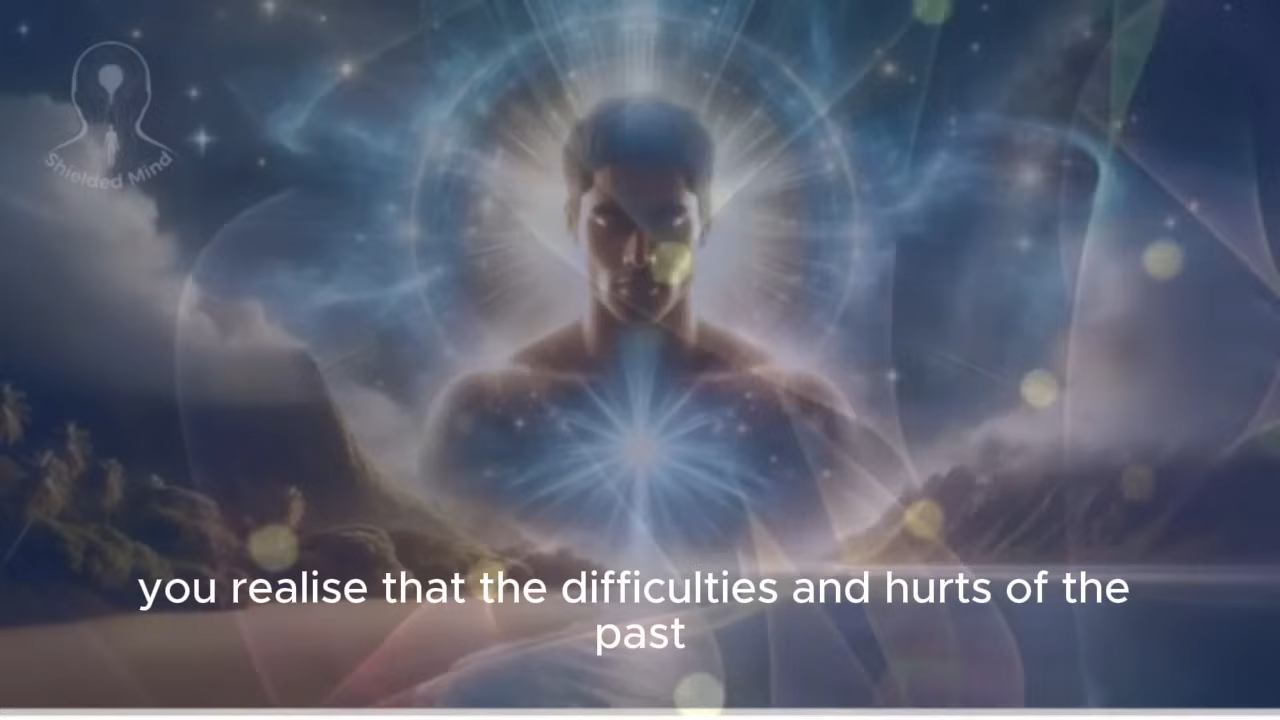 Shielded Mind
you realise that the difficulties and hurts of the
past